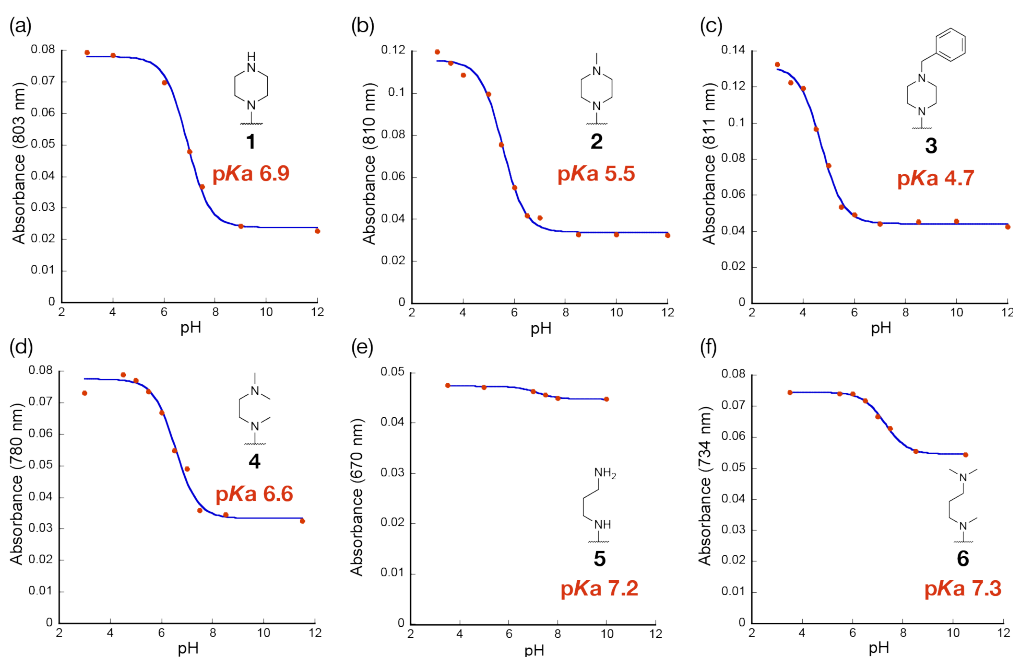 (a)
Absorbance (803 nm)
0.08
0.07
0.06
0.05
0.04
0.03
0.02
0.01
0
2 4 6 8 10 12
pH
H
N
N
1
pKa 6.9
(b)
Absorbance (810 nm)
0.12
0.1
0.08
0.06
0.04
0.02
0
2 4 6 8 10 12
pH
N
N
2
pKa 5.5
(c)
Absorbance (811 nm)
0.14
0.12
0.1
0.08
0.06
0.04
0.02
0
2 4 6 8 10 12
pH
N
N
3
pKa 4.7
(d)
Absorbance (780 nm)
0.08
0.07
0.06
0.05
0.04
0.03
0.02
0.01
0
2 4 6 8 10 12
pH
N
N
4
pKa 6.6
(e)
Absorbance (670 nm)
0.05
0.04
0.03
0.02
0.01
0
2 4 6 8 10 12
pH
NH2
NH
5
pKa 7.2
(f)
Absorbance (734 nm)
0.08
0.07
0.06
0.05
0.04
0.03
0.02
0.01
0
2 4 6 8 10 12
pH
N
N
6
pKa 7.3